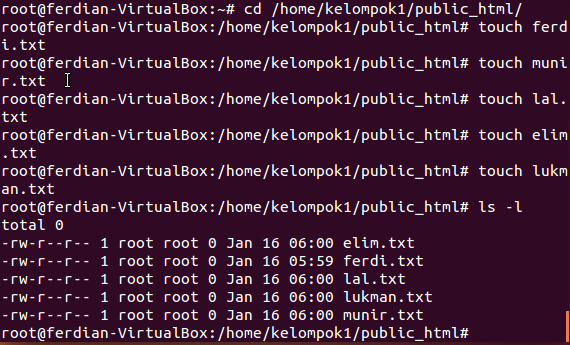 root@ferdian-VirtualBox:~# cd /home/kelompok1/public_html/
root@ferdian-VirtualBox:/home/kelompok1/public_html# touch ferd
i.txt
root@ferdian-VirtualBox:/home/kelompok1/public_html# touch muni
r.txt
root@ferdian-VirtualBox:/home/kelompok1/public_html# touch lal.
txt
root@ferdian-VirtualBox:/home/kelompok1/public_html# touch elim
.txt
root@ferdian-VirtualBox:/home/kelompok1/public_html# touch lukm
an.txt
root@ferdian-VirtualBox:/home/kelompok1/public_html# ls -l
total 0
-rw-r--r-- 1 root root 0 Jan 16 06:00 elim.txt
-rw-r--r-- 1 root root 0 Jan 16 05:59 ferdi.txt
-rw-r--r-- 1 root root 0 Jan 16 06:00 lal.txt
-rw-r--r-- 1 root root 0 Jan 16 06:00 lukman.txt
-rw-r--r-- 1 root root 0 Jan 16 06:00 munir.txt
root@ferdian-VirtualBox:/home/kelompok1/public_html#